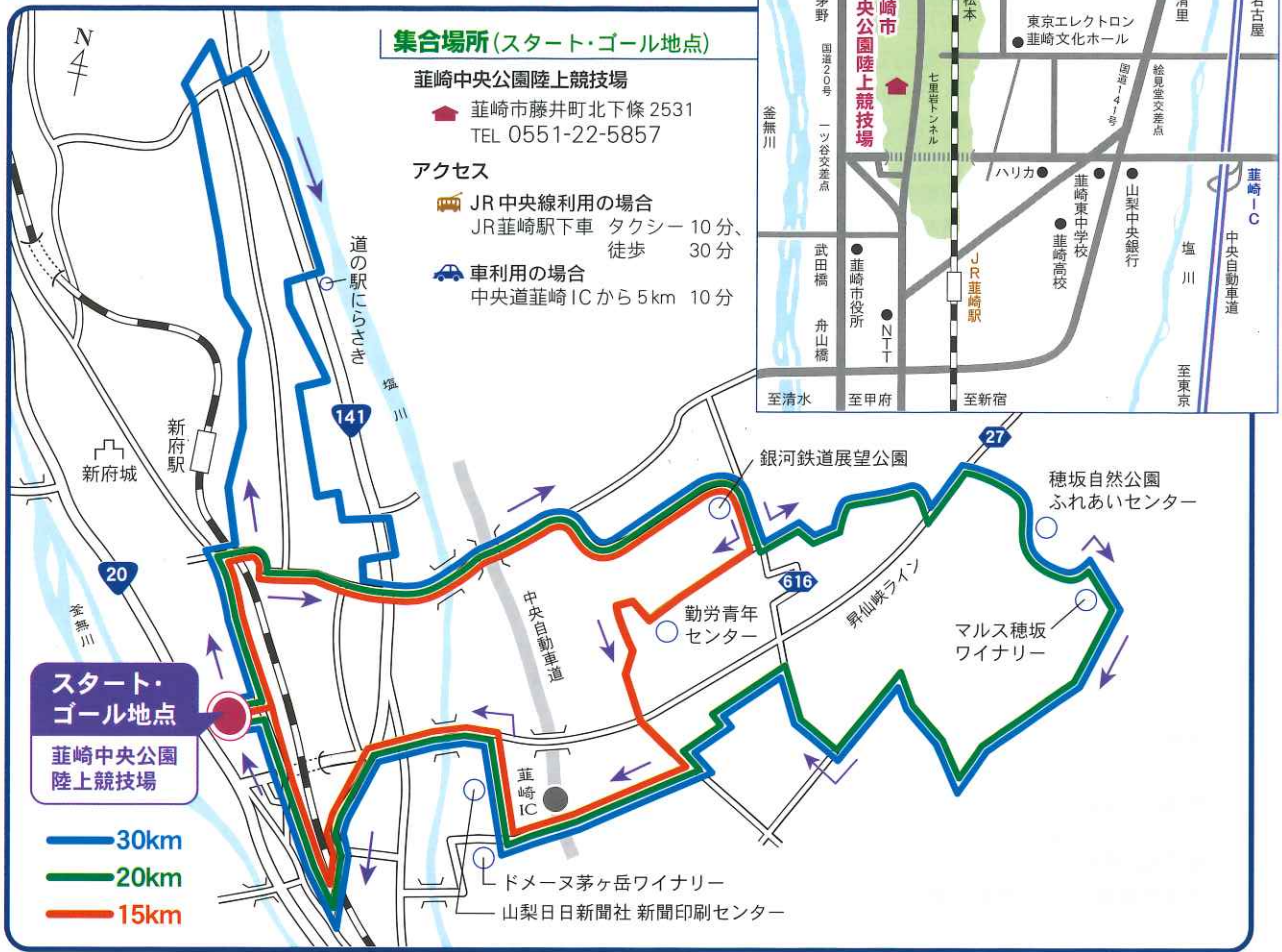 N
集合場所(スタート・ゴール地点)
韮崎中央公園陸上競技場
韮崎市藤井町北下條 2531
TEL 0551-22-5857
アクセス
JR中央線利用の場合
JR韮崎駅下車 タクシー 10分、
徒歩 30分
車利用の場合
中央道韮崎ICから5km 10分
道の駅にらさき
塩川
141
新府駅
新府城
20
釜無川
スタート・
ゴール地点
韮崎中央公園
陸上競技場
30km
20km
15km
中央自動車道
韮崎IC
銀河鉄道展望公園
勤労青年
センター
616
27
昇仙峡ライン
穂坂自然公園
ふれあいセンター
マルス穂坂
ワイナリー
ドメーヌ茅ヶ岳ワイナリー
山梨日日新聞社 新聞印刷センター
茅野
国道20号
釜無川
一ツ谷交差点
崎市
央公園陸上競技場
七里岩トンネル
松本
東京エレクトロン
韮崎文化ホール
清里
名古屋
国道141号
絵見堂交差点
ハリカ
韮崎東中学校
山梨中央銀行
韮崎高校
韮崎IC
塩川
中央自動車道
武田橋
韮崎市役所
JR韮崎駅
NTT
舟山橋
至清水
至甲府
至新宿
至東京